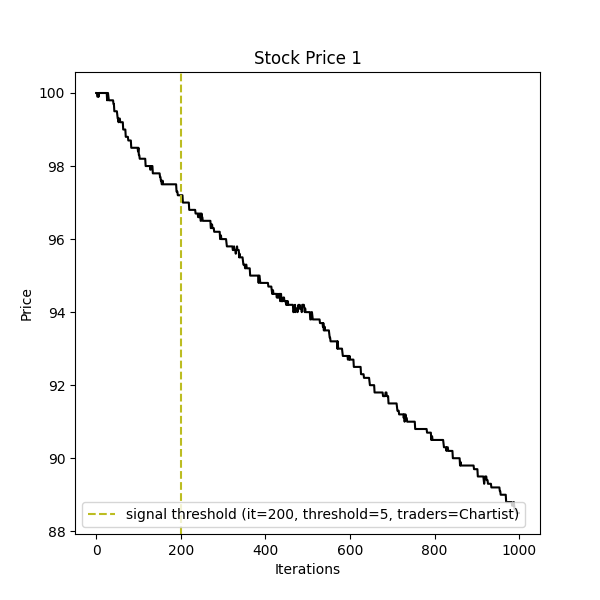 Stock Price 1
Price
100
98
96
94
92
90
88
signal threshold (it=200, threshold=5, traders=Chartist)
0 200 400 600 800 1000
Iterations